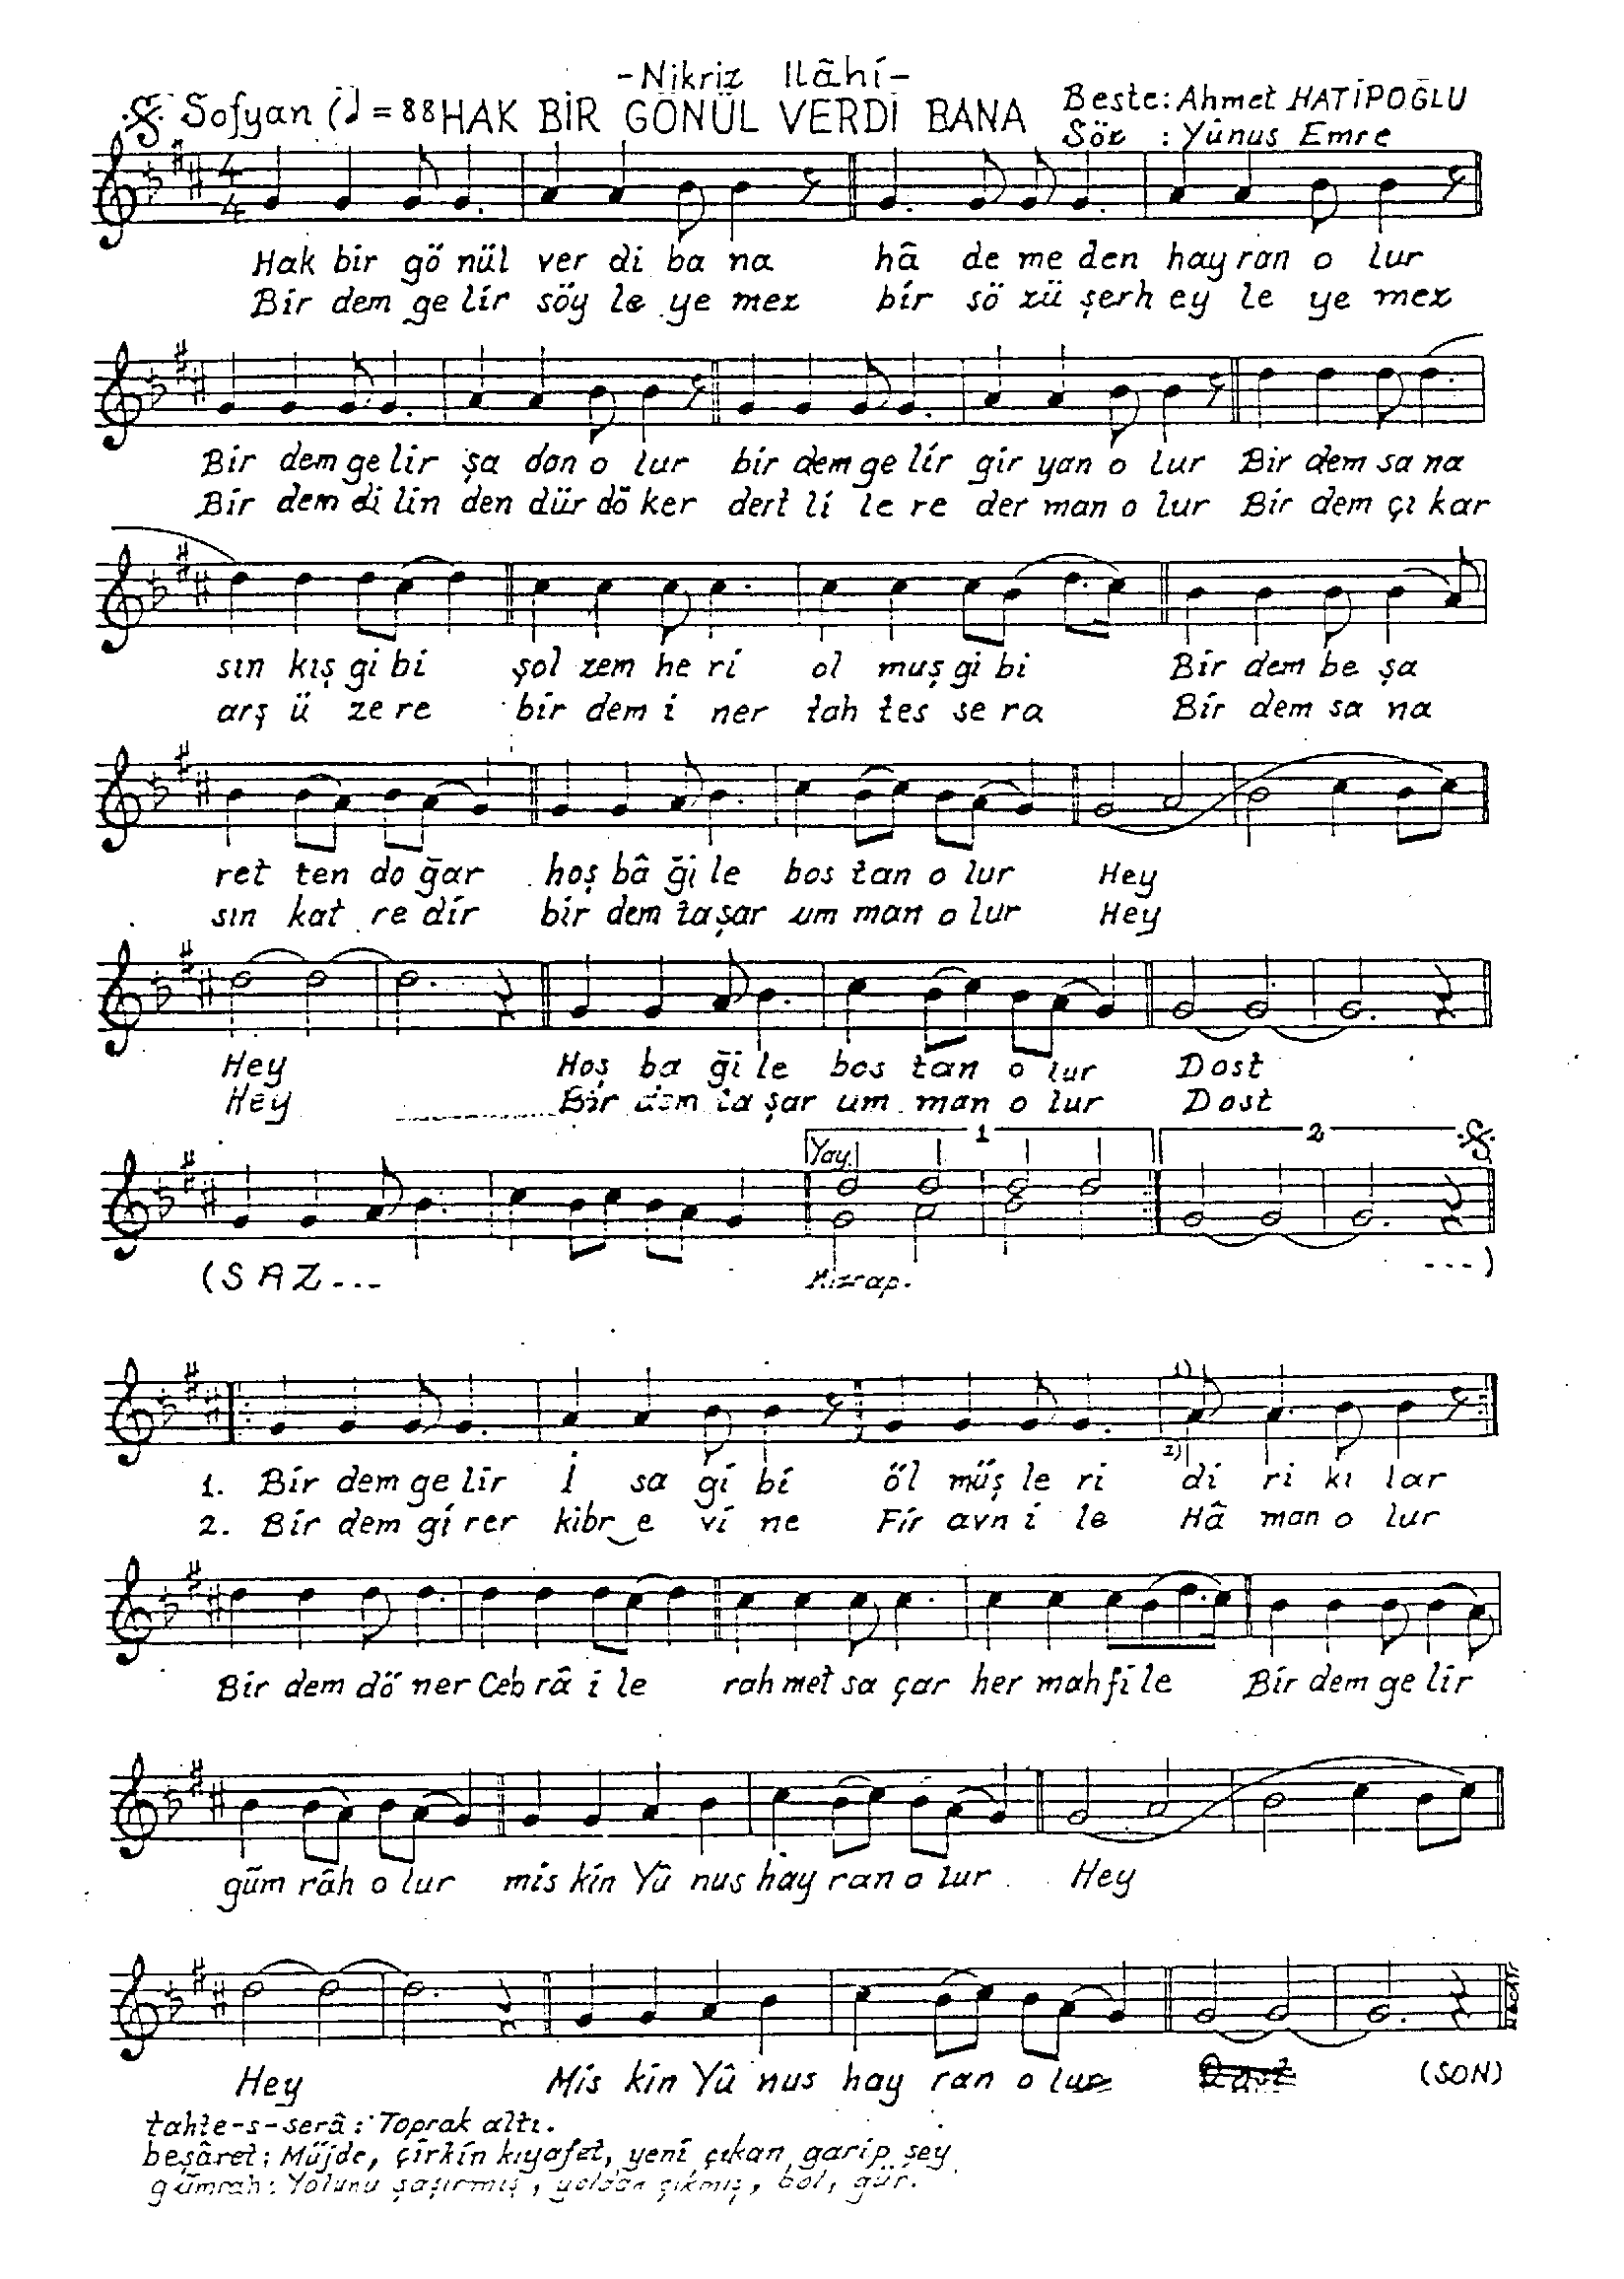 -Nikriz Ilâhi-
Sofyan (♩=88 HAK BİR GÖNÜL VERDİ BANA
Beste: Ahmet HATİPOĞLU
Söz : Yûnus Emre
4
4
Hak bir gö nül ver di ba na hâ de me den hay ran o lur
Bir dem ge lir söy le ye mez bir sö zü şerh ey le ye mez
Bir dem ge lir şa dan o lur bir dem ge lir gir yan o lur Bir dem sa na
Bir dem di lin den dür dö ker dert li le re der man o lur Bir dem çı kar
sın kış gi bi şol zem he ri ol muş gi bi Bir dem be şa
arş ü ze re bir dem i ner tah tes se ra Bir dem sa na
ret ten do ğar hoş bâ ği le bos tan o lur Hey
sın kat re dir bir dem ta şar um man o lur Hey
Hey Hoş ba ği le bos tan o lur Dost
Hey Bir dem ta şar um man o lur Dost
Yay. 1 2
(SAZ--- Mızrap. ---)
1)
2)
1. Bir dem ge lir İ sa gi bi öl müş le ri di ri kı lar
2. Bir dem gi rer kibr e vi ne Fir avn i le Hâ man o lur
Bir dem dö ner Ceb râ i le rah met sa çar her mah fi le Bir dem ge lir
güm râh o lur mis kin Yû nus hay ran o lur Hey
Hey Mis kin Yû nus hay ran o lur Dost (SON)
tahte-s-serâ: Toprak altı.
beşâret: Müjde, çirkin kıyafet, yeni çıkan garip şey
gümrah: Yolunu şaşırmış, yoldan çıkmış, bol, gür.